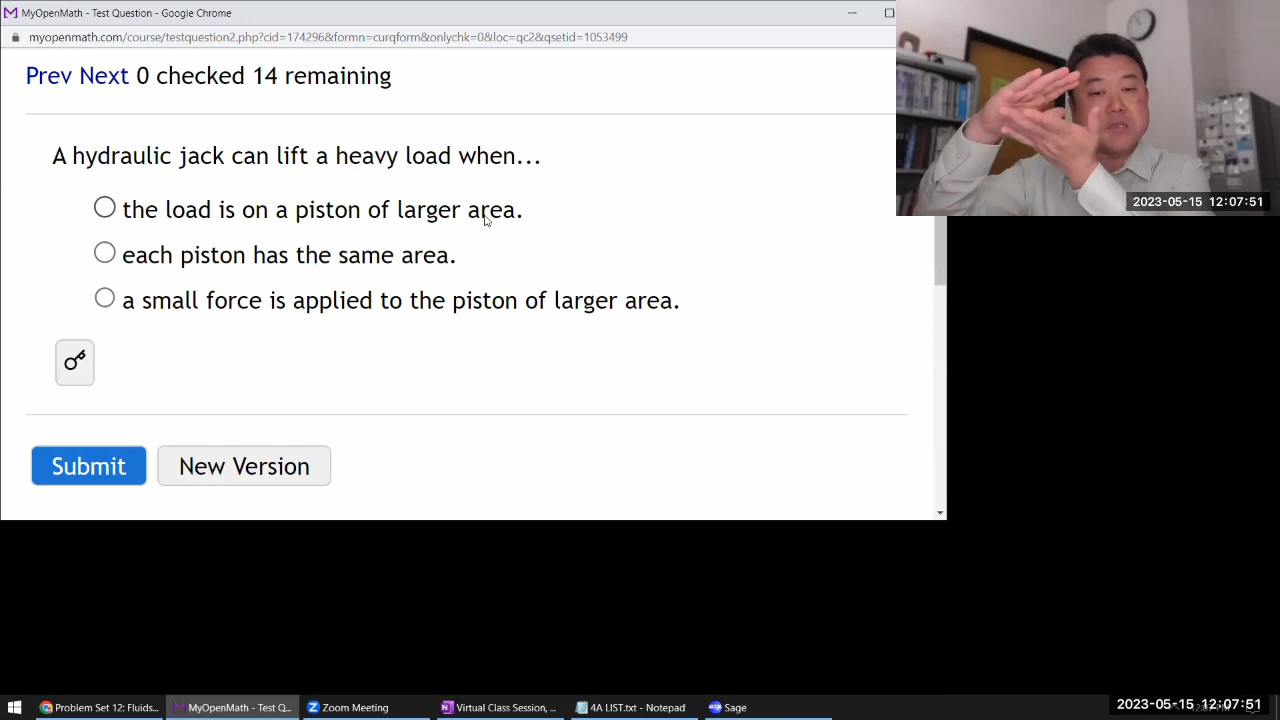 MyOpenMath - Test Question - Google Chrome
myopenmath.com/course/testquestion2.php?cid=174296&formn=curqform&onlychk=0&loc=qc2&qsetid=1053499
Prev Next 0 checked 14 remaining
A hydraulic jack can lift a heavy load when...
the load is on a piston of larger area.
each piston has the same area.
a small force is applied to the piston of larger area.
Submit New Version
2023-05-15 12:07:51
Problem Set 12: Fluids... MyOpenMath - Test Q... Zoom Meeting Virtual Class Session, ... 4A LIST.txt - Notepad Sage
2023-05-15 12:07:51